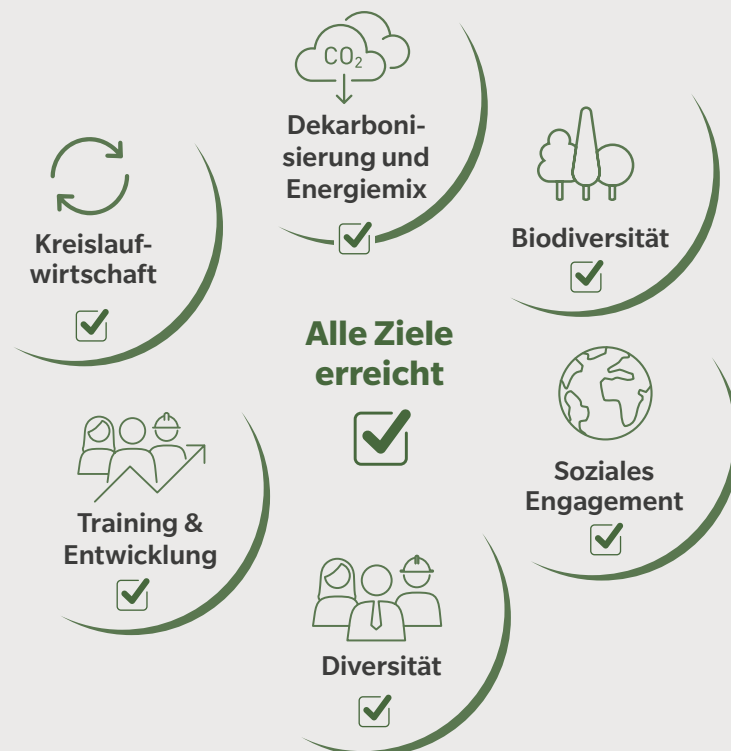 CO₂
Dekarboni-
sierung und
Energiemix
Biodiversität
Kreislauf-
wirtschaft
Alle Ziele
erreicht
Soziales
Engagement
Training &
Entwicklung
Diversität